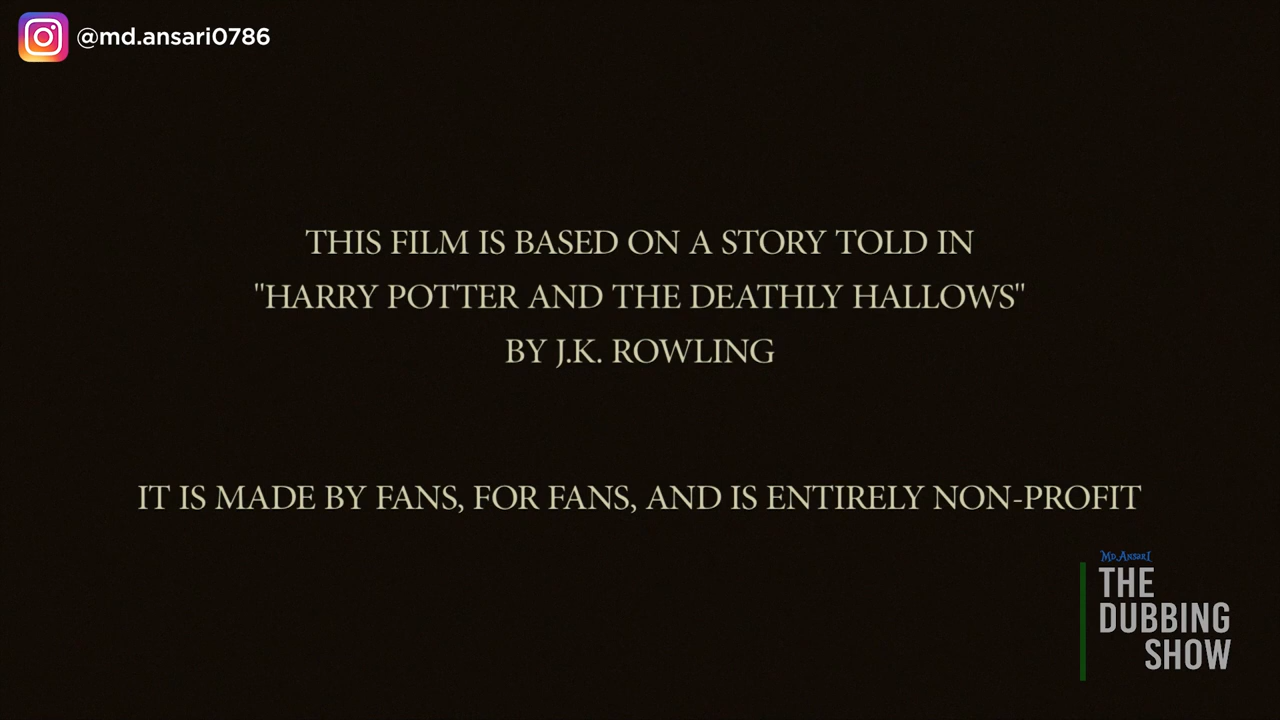 @md.ansari0786
THIS FILM IS BASED ON A STORY TOLD IN
"HARRY POTTER AND THE DEATHLY HALLOWS"
BY J.K. ROWLING
IT IS MADE BY FANS, FOR FANS, AND IS ENTIRELY NON-PROFIT
Md.Ansari
THE
DUBBING
SHOW